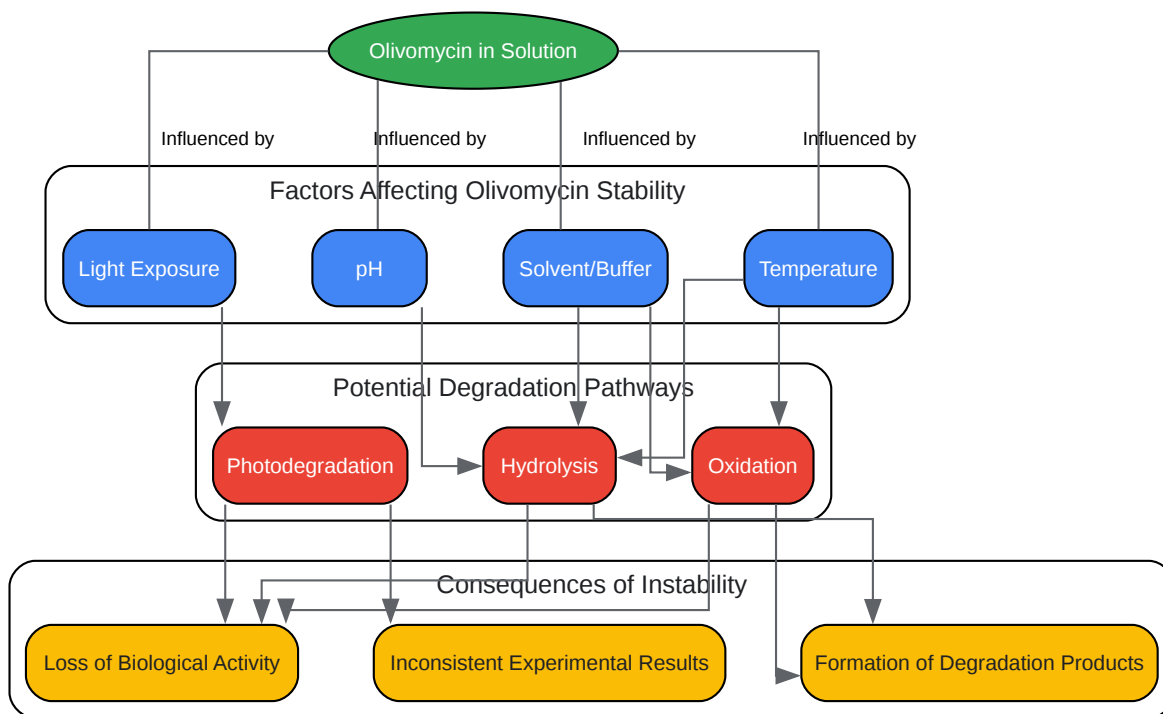 Olivomycin in Solution
Influenced by
Influenced by
Influenced by
Influenced by
Factors Affecting Olivomycin Stability
Light Exposure
pH
Solvent/Buffer
Temperature
Potential Degradation Pathways
Photodegradation
Hydrolysis
Oxidation
Consequences of Instability
Loss of Biological Activity
Inconsistent Experimental Results
Formation of Degradation Products